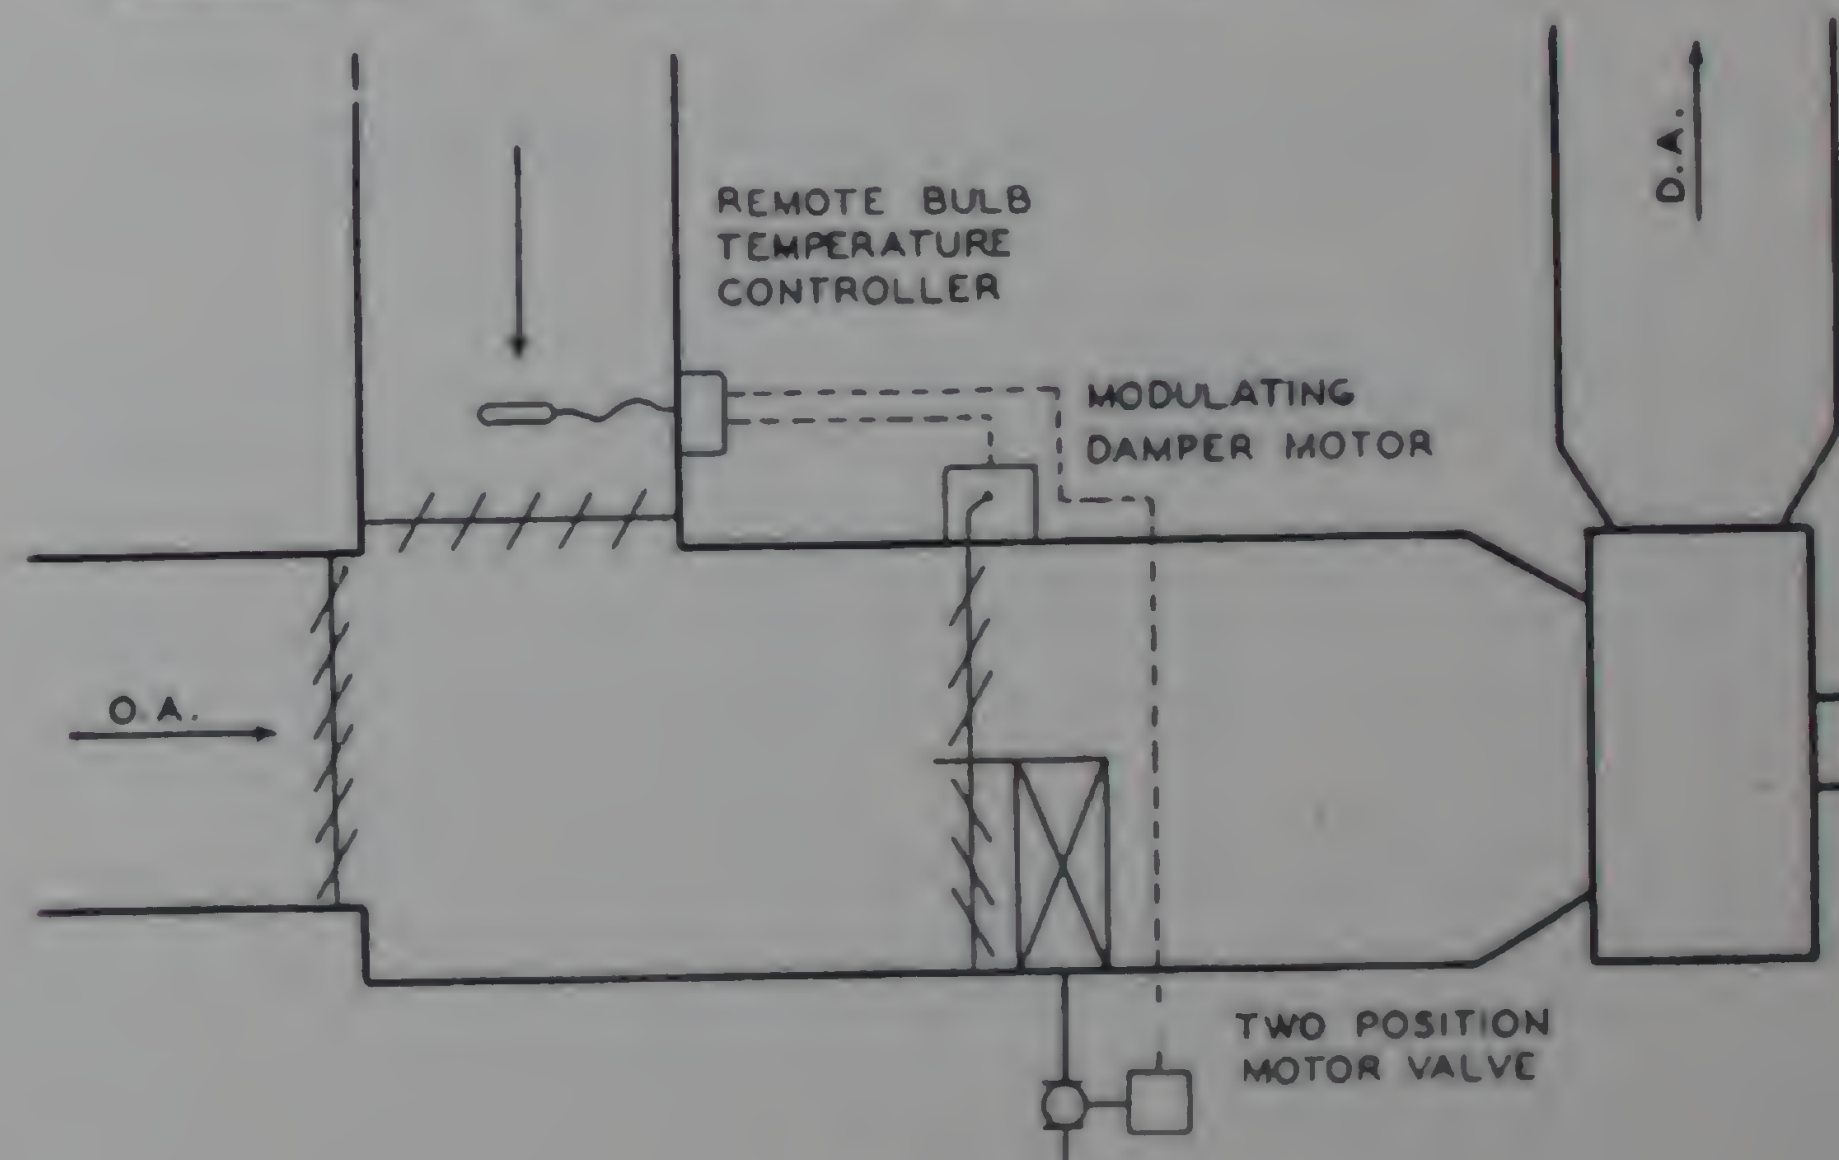 D.A.
REMOTE BULB
TEMPERATURE
CONTROLLER
MODULATING
DAMPER MOTOR
O.A.
TWO POSITION
MOTOR VALVE